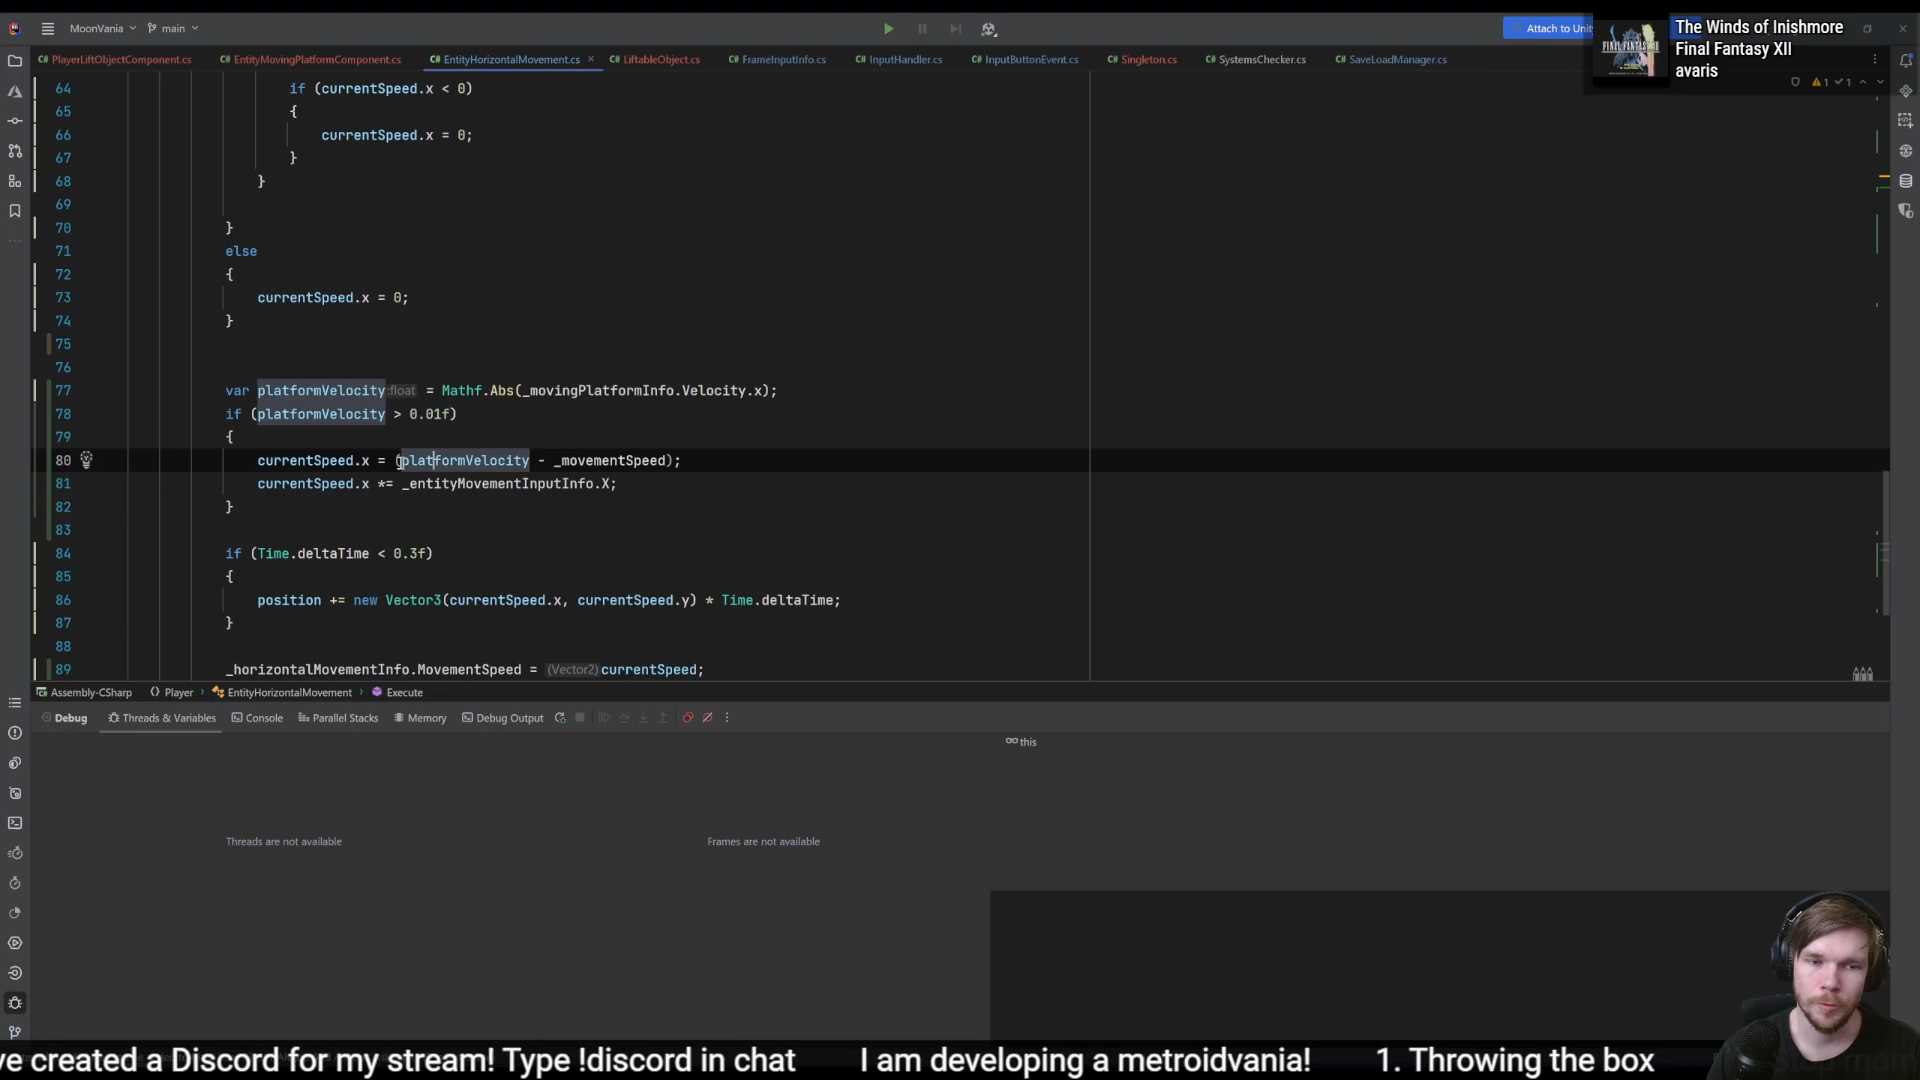 MoonVania
main
Attach to Unit
The Winds of Inishmore
Final Fantasy XII
avaris
FINAL FANTASY XII
C# PlayerLiftObjectComponent.cs
C# EntityMovingPlatformComponent.cs
C# EntityHorizontalMovement.cs
C# LiftableObject.cs
C# FrameInputInfo.cs
C# InputHandler.cs
C# InputButtonEvent.cs
C# Singleton.cs
C# SystemsChecker.cs
C# SaveLoadManager.cs
1 1
64 if (currentSpeed.x < 0)
65 {
66 currentSpeed.x = 0;
67 }
68 }
69
70 }
71 else
72 {
73 currentSpeed.x = 0;
74 }
75
76
77 var platformVelocity :float = Mathf.Abs(_movingPlatformInfo.Velocity.x);
78 if (platformVelocity > 0.01f)
79 {
80 currentSpeed.x = (platformVelocity - _movementSpeed);
81 currentSpeed.x *= _entityMovementInputInfo.X;
82 }
83
84 if (Time.deltaTime < 0.3f)
85 {
86 position += new Vector3(currentSpeed.x, currentSpeed.y) * Time.deltaTime;
87 }
88
89 _horizontalMovementInfo.MovementSpeed = (Vector2)currentSpeed;
Assembly-CSharp
Player
EntityHorizontalMovement
Execute
Debug
Threads & Variables
Console
Parallel Stacks
Memory
Debug Output
this
Threads are not available
Frames are not available
ve created a Discord for my stream! Type !discord in chat I am developing a metroidvania! 1. Throwing the box